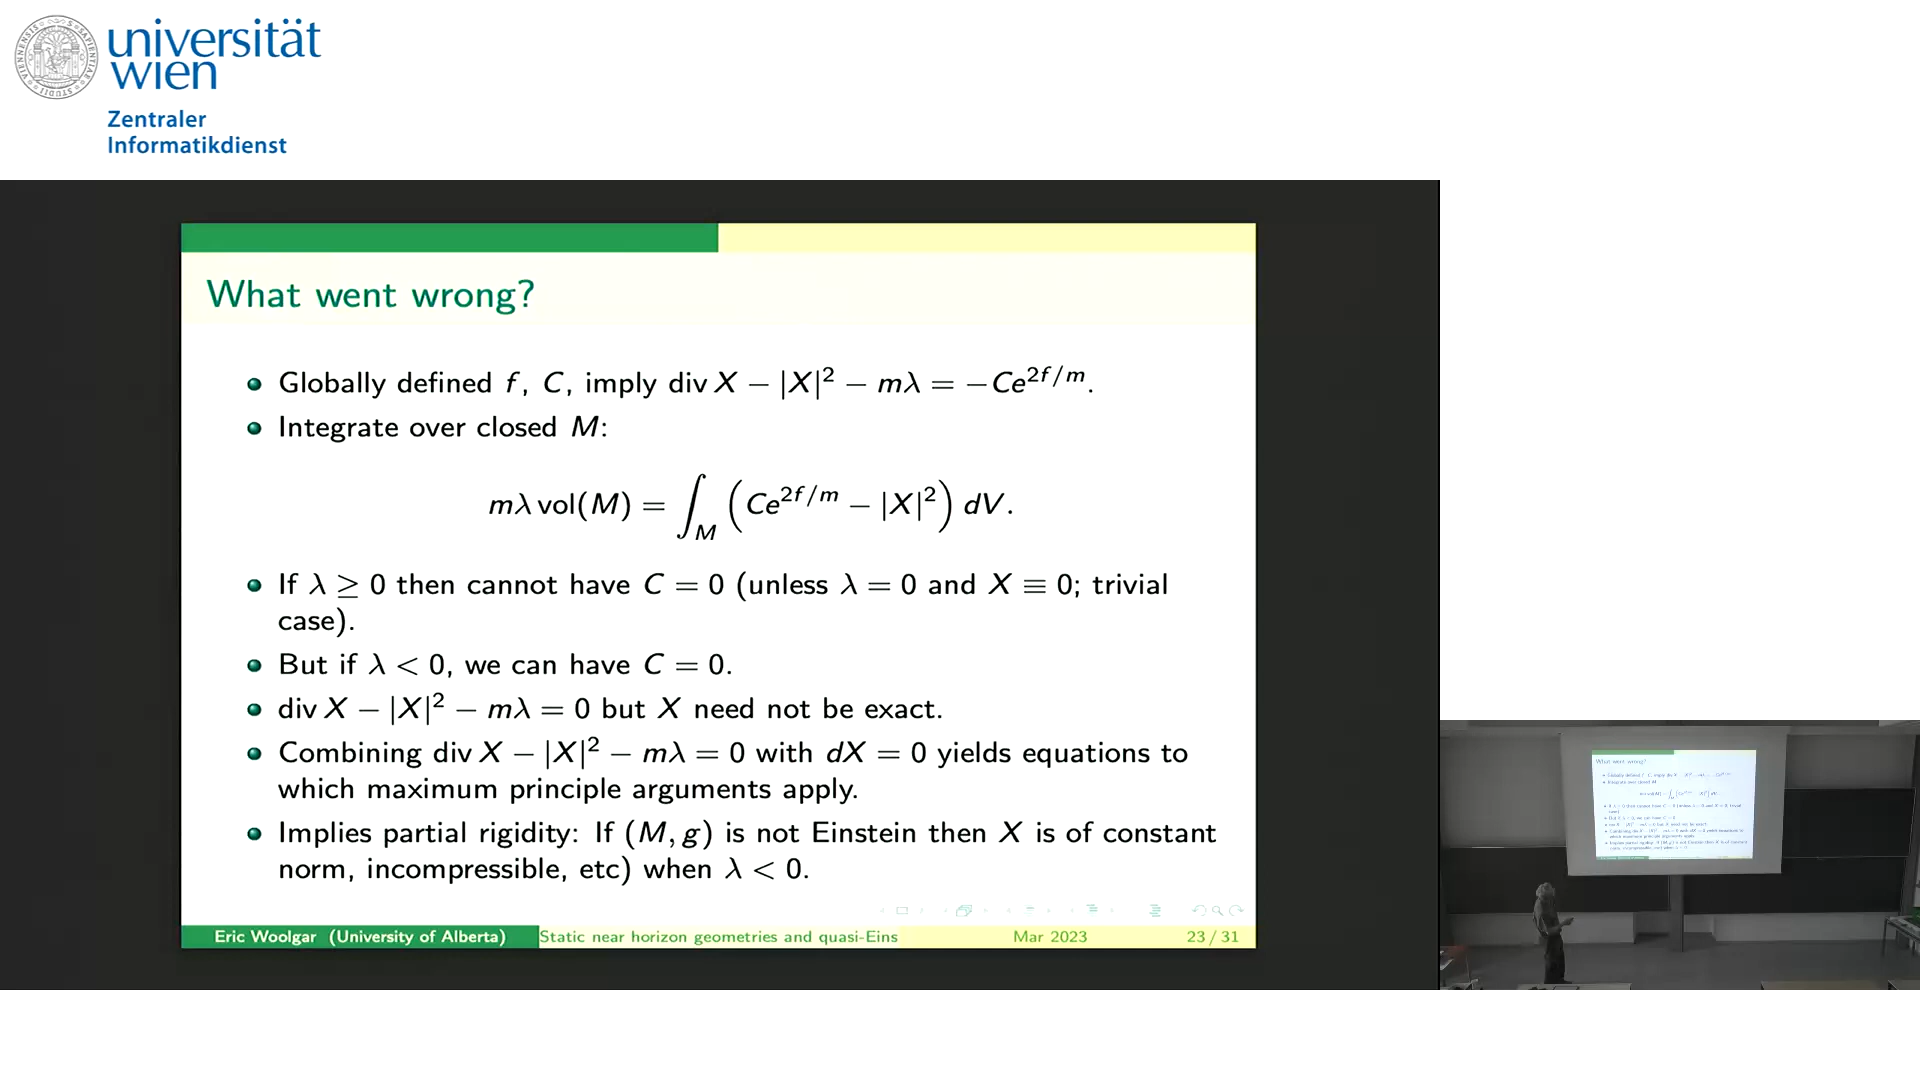 universität
wien
Zentraler
Informatikdienst
What went wrong?
Globally defined f, C, imply div X − |X|² − mλ = −Ce^{2f/m}.
Integrate over closed M:
mλ vol(M) = ∫_M (Ce^{2f/m} − |X|²) dV.
If λ ≥ 0 then cannot have C = 0 (unless λ = 0 and X ≡ 0; trivial
case).
But if λ < 0, we can have C = 0.
div X − |X|² − mλ = 0 but X need not be exact.
Combining div X − |X|² − mλ = 0 with dX = 0 yields equations to
which maximum principle arguments apply.
Implies partial rigidity: If (M, g) is not Einstein then X is of constant
norm, incompressible, etc) when λ < 0.
Eric Woolgar (University of Alberta) Static near horizon geometries and quasi-Eins Mar 2023 23 / 31
What went wrong?